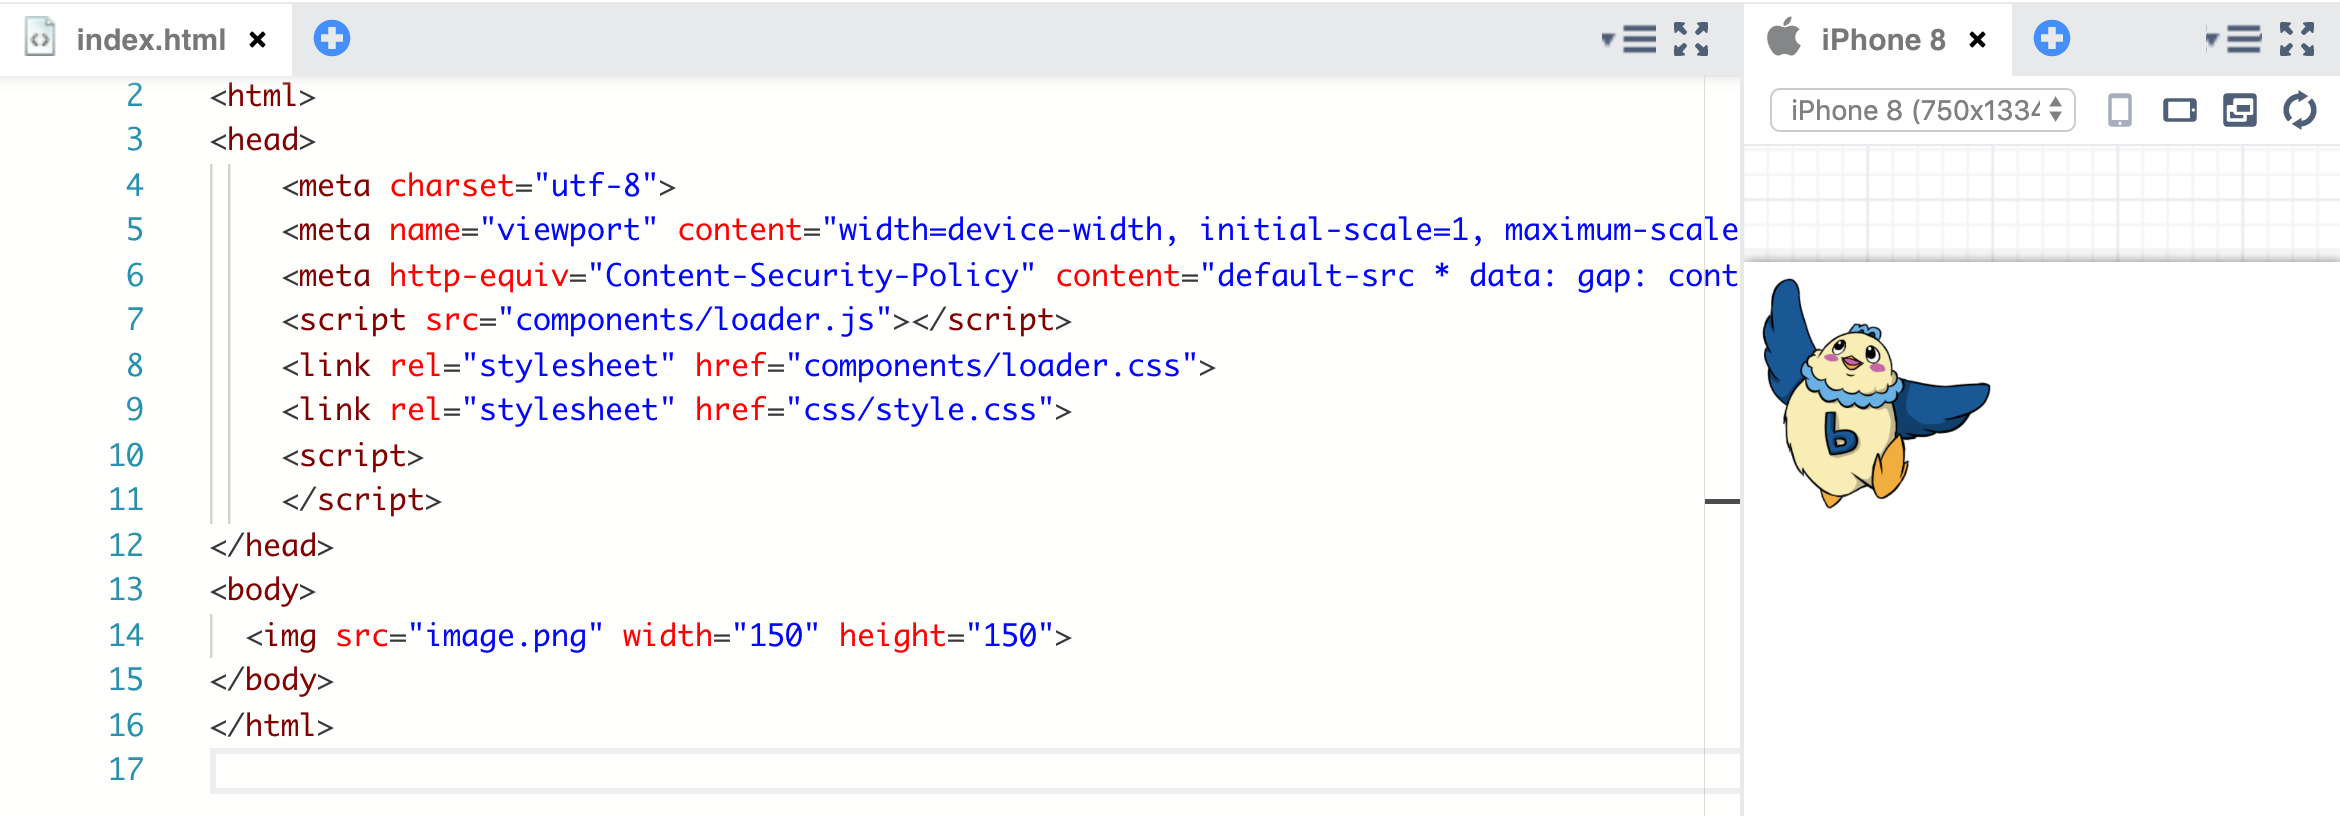 index.html ×
iPhone 8 ×
iPhone 8 (750x1334
2 <html>
3 <head>
4 <meta charset="utf-8">
5 <meta name="viewport" content="width=device-width, initial-scale=1, maximum-scale
6 <meta http-equiv="Content-Security-Policy" content="default-src * data: gap: cont
7 <script src="components/loader.js"></script>
8 <link rel="stylesheet" href="components/loader.css">
9 <link rel="stylesheet" href="css/style.css">
10 <script>
11 </script>
12 </head>
13 <body>
14 <img src="image.png" width="150" height="150">
15 </body>
16 </html>
17
b